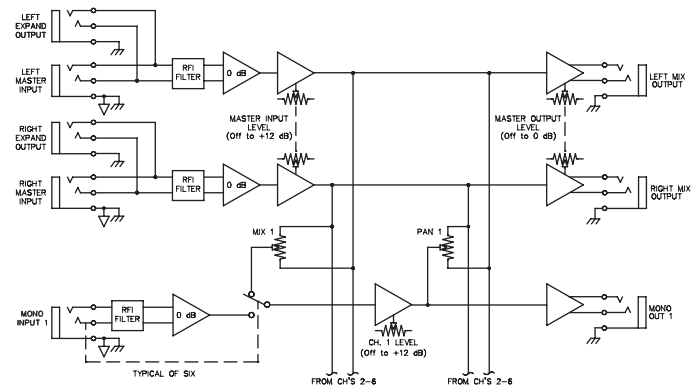 LEFT
EXPAND
OUTPUT
LEFT
MASTER
INPUT
RFI
FILTER
0 dB
MASTER INPUT
LEVEL
(Off to +12 dB)
MASTER OUTPUT
LEVEL
(Off to 0 dB)
LEFT MIX
OUTPUT
RIGHT
EXPAND
OUTPUT
RIGHT
MASTER
INPUT
RFI
FILTER
0 dB
RIGHT MIX
OUTPUT
MIX 1
PAN 1
MONO
INPUT 1
RFI
FILTER
0 dB
CH. 1 LEVEL
(Off to +12 dB)
MONO
OUT 1
TYPICAL OF SIX
FROM CH'S 2-6
FROM CH'S 2-6